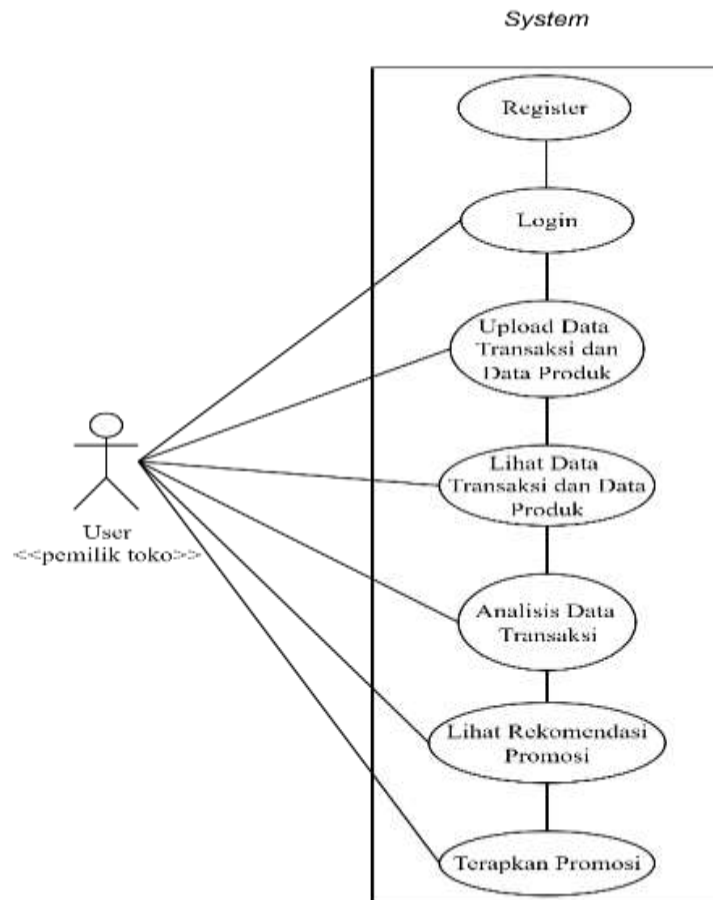 System
Register
Login
Upload Data
Transaksi dan
Data Produk
Lihat Data
Transaksi dan Data
Produk
User
<<pemilik toko>>
Analisis Data
Transaksi
Lihat Rekomendasi
Promosi
Terapkan Promosi